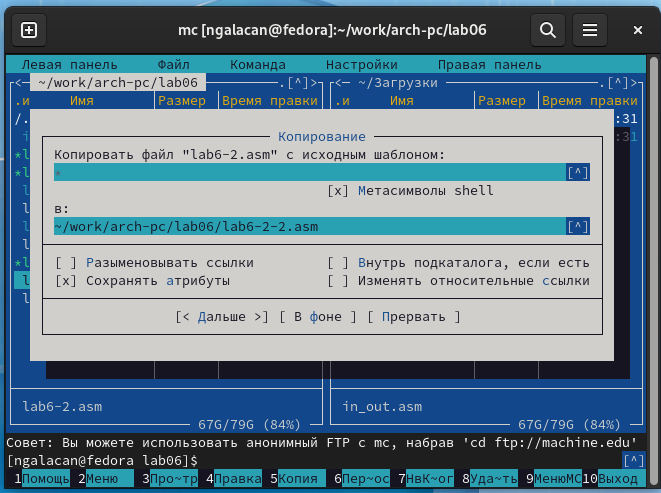 mc [ngalacan@fedora]:~/work/arch-pc/lab06
Левая панель Файл Команда Настройки Правая панель
<— ~/work/arch-pc/lab06 .[^]> <— ~/Загрузки .[^]>
.и Имя Размер Время правки .и Имя Размер Время правки
/. :31
:31
Копирование
Копировать файл "lab6-2.asm" с исходным шаблоном:
* [^]
[x] Метасимволы shell
в:
~/work/arch-pc/lab06/lab6-2-2.asm [^]
[ ] Разыменовывать ссылки [ ] Внутрь подкаталога, если есть
[x] Сохранять атрибуты [ ] Изменять относительные ссылки
[< Дальше >] [ В фоне ] [ Прервать ]
lab6-2.asm in_out.asm
67G/79G (84%) 67G/79G (84%)
Совет: Вы можете использовать анонимный FTP с mc, набрав 'cd ftp://machine.edu'
[ngalacan@fedora lab06]$ [^]
1Помощь 2Меню 3Про~тр 4Правка 5Копия 6Пер~ос 7НвК~ог 8Уда~ть 9МенюMC 10Выход